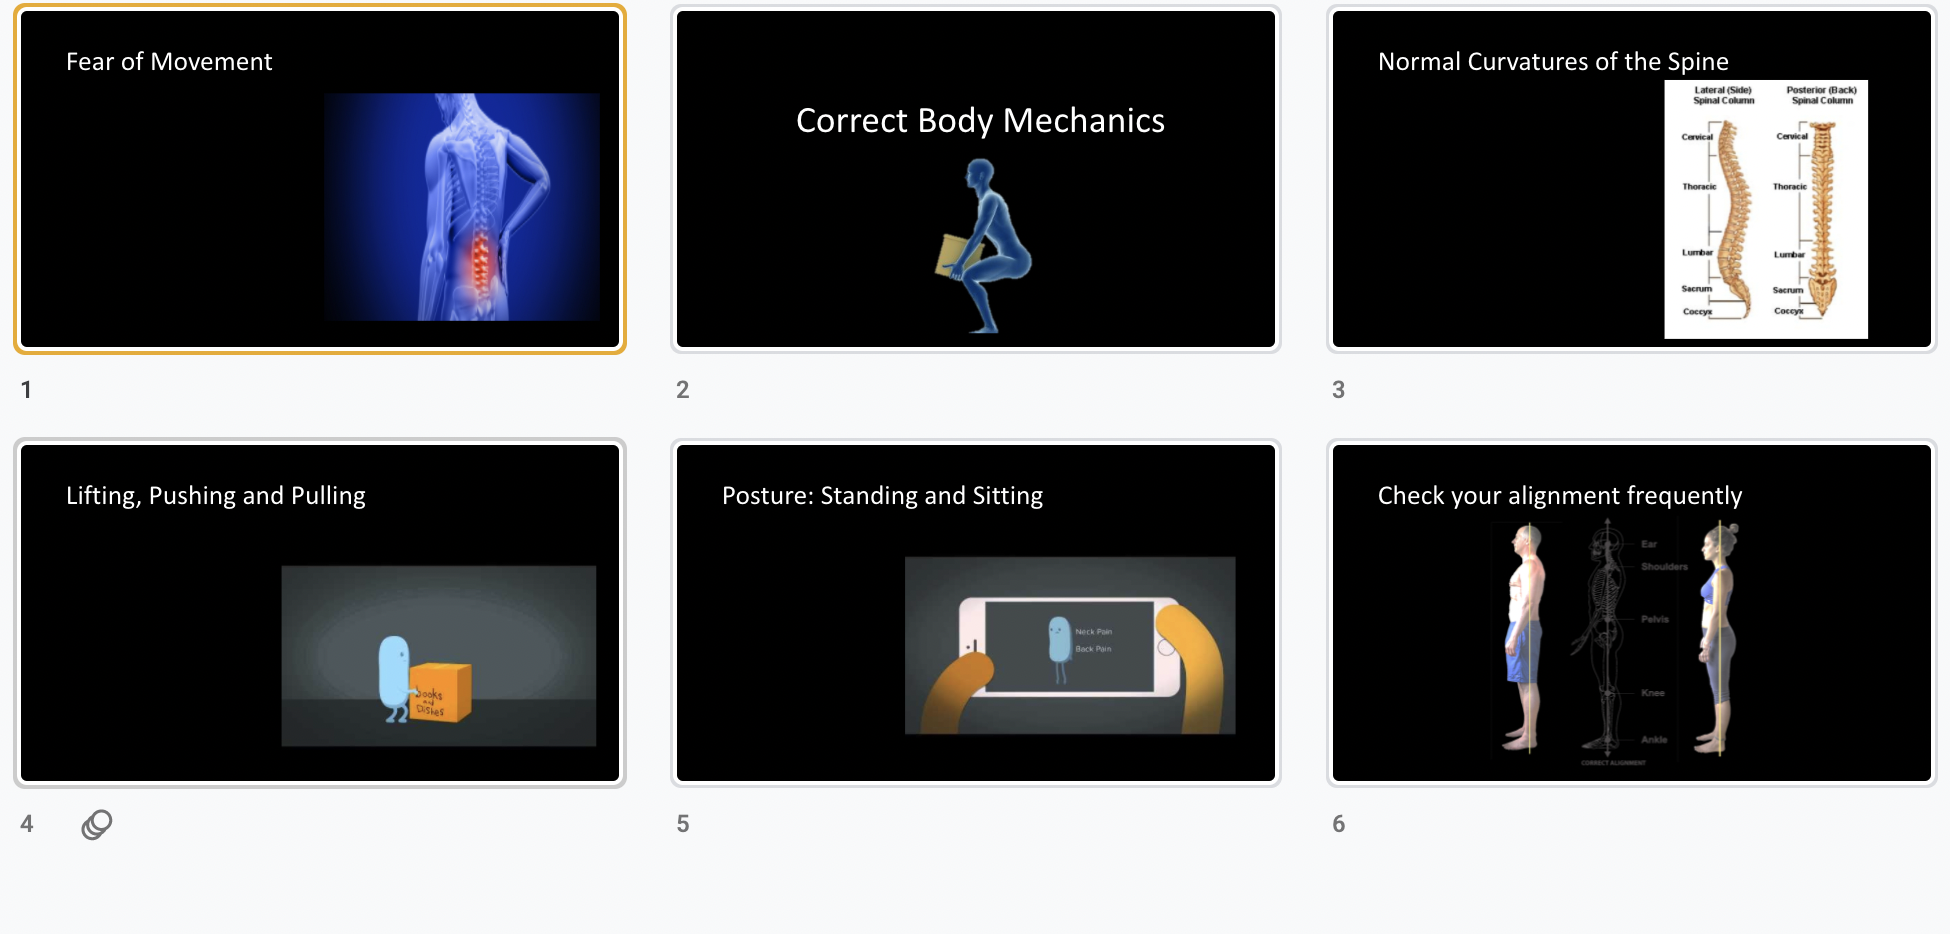 Fear of Movement
1
Correct Body Mechanics
2
Normal Curvatures of the Spine
Lateral (Side)
Spinal Column
Posterior (Back)
Spinal Column
Cervical
Cervical
Thoracic
Thoracic
Lumbar
Lumbar
Sacrum
Sacrum
Coccyx
Coccyx
3
Lifting, Pushing and Pulling
books
and
Dishes
4
Posture: Standing and Sitting
Neck Pain
Back Pain
5
Check your alignment frequently
Ear
Shoulders
Pelvis
Knee
Ankle
CORRECT ALIGNMENT
6